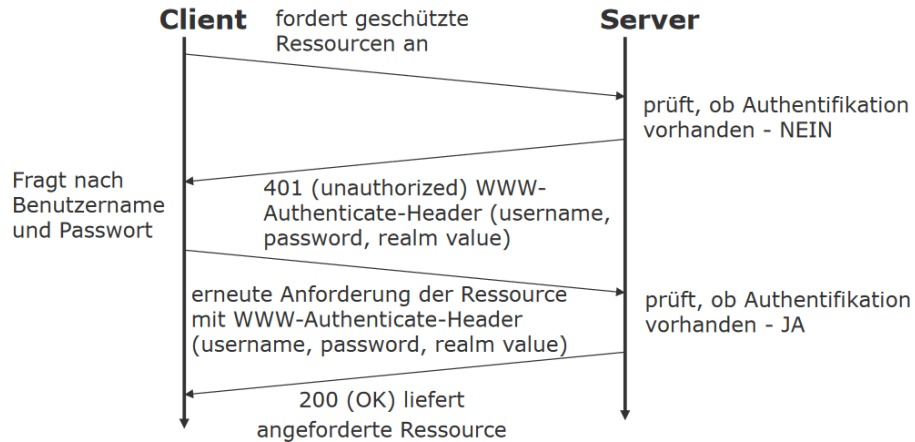 Client
fordert geschützte
Ressourcen an
Server
prüft, ob Authentifikation
vorhanden - NEIN
401 (unauthorized) WWW-
Authenticate-Header (username,
password, realm value)
Fragt nach
Benutzername
und Passwort
erneute Anforderung der Ressource
mit WWW-Authenticate-Header
(username, password, realm value)
prüft, ob Authentifikation
vorhanden - JA
200 (OK) liefert
angeforderte Ressource